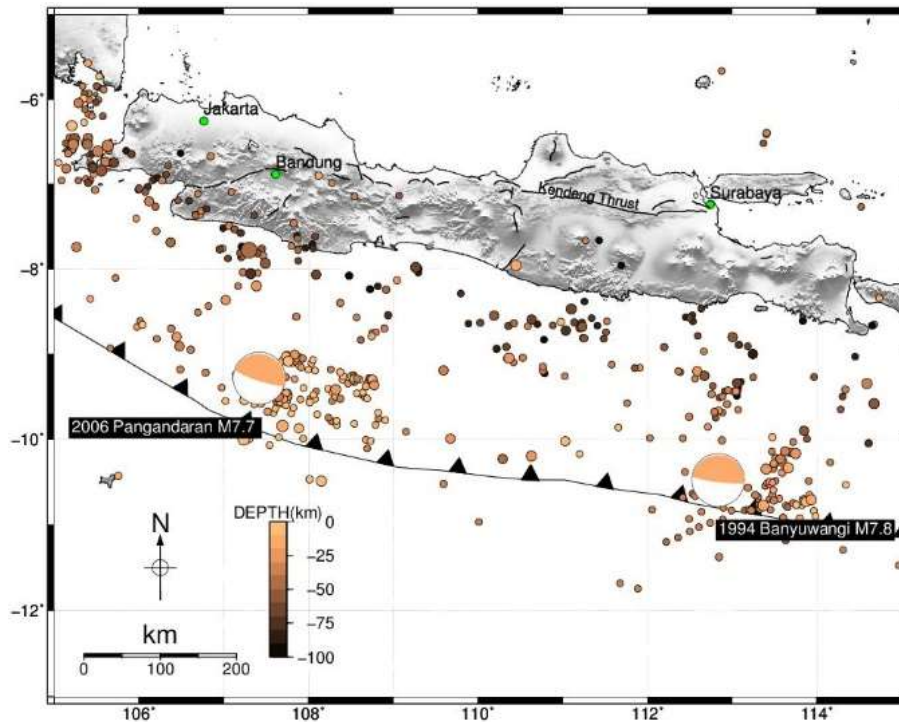 -6°
-8°
-10°
-12°
Jakarta
Bandung
Kendeng Thrust
Surabaya
2006 Pangandaran M7.7
1994 Banyuwangi M7.8
N
km
0 100 200
DEPTH(km)
0
-25
-50
-75
-100
106° 108° 110° 112° 114°